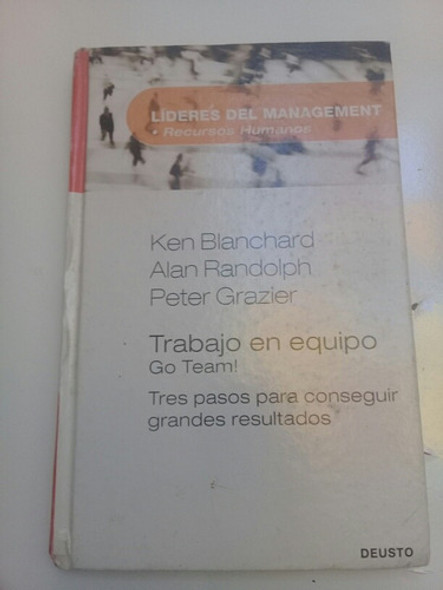 LÍDERES DEL MANAGEMENT
• Recursos Humanos
Ken Blanchard
Alan Randolph
Peter Grazier
Trabajo en equipo
Go Team!
Tres pasos para conseguir
grandes resultados
DEUSTO